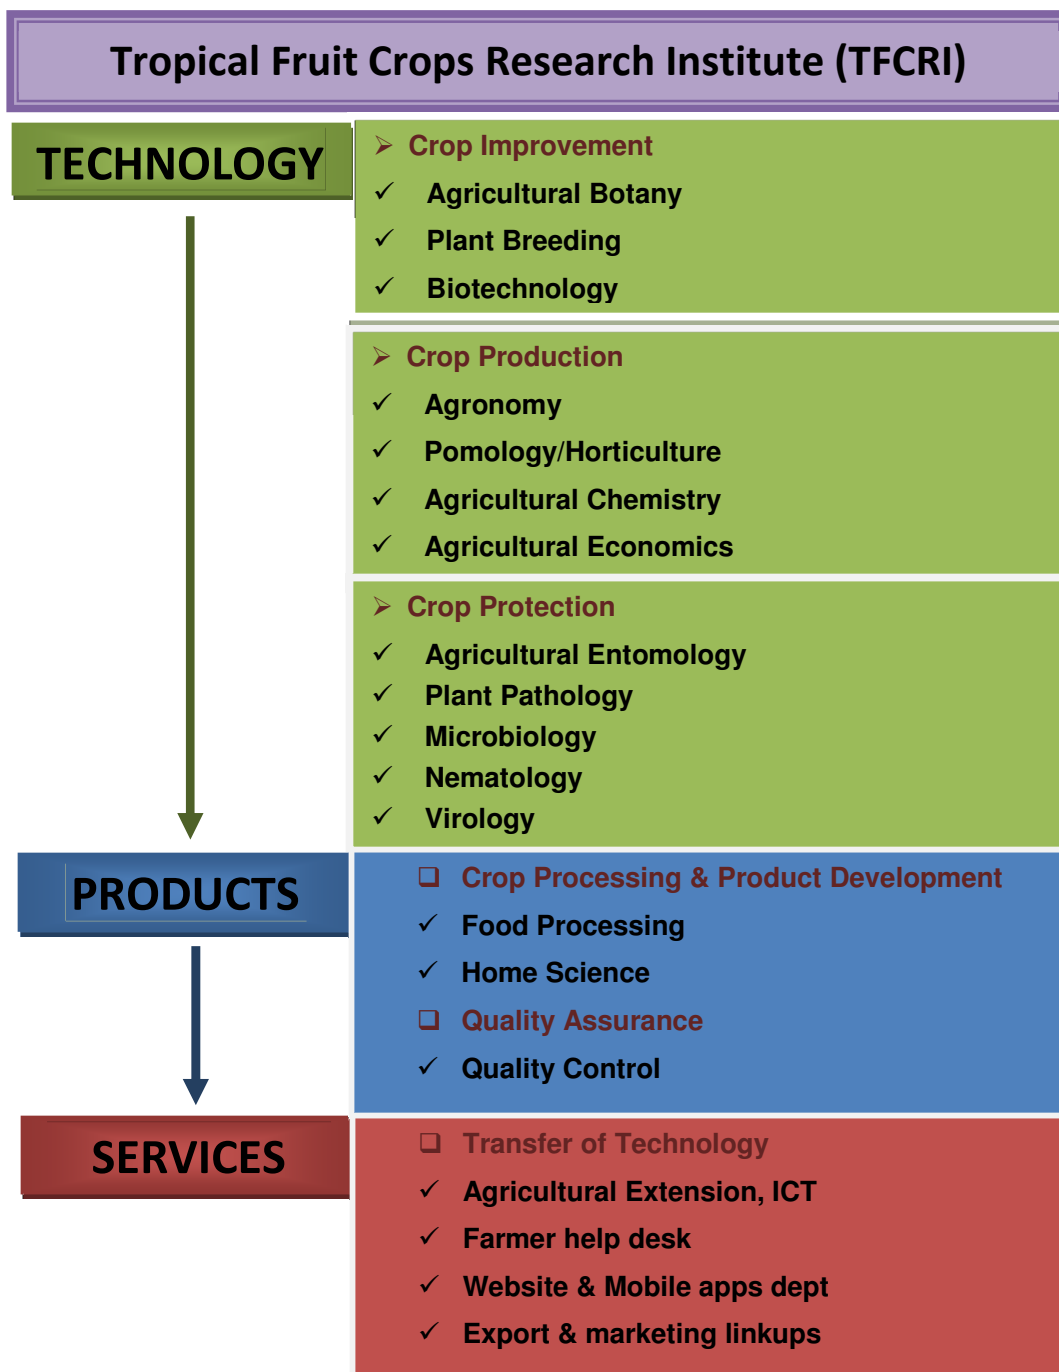 Tropical Fruit Crops Research Institute (TFCRI)
TECHNOLOGY
➢ Crop Improvement
✓ Agricultural Botany
✓ Plant Breeding
✓ Biotechnology
➢ Crop Production
✓ Agronomy
✓ Pomology/Horticulture
✓ Agricultural Chemistry
✓ Agricultural Economics
➢ Crop Protection
✓ Agricultural Entomology
✓ Plant Pathology
✓ Microbiology
✓ Nematology
✓ Virology
PRODUCTS
❑ Crop Processing & Product Development
✓ Food Processing
✓ Home Science
❑ Quality Assurance
✓ Quality Control
SERVICES
❑ Transfer of Technology
✓ Agricultural Extension, ICT
✓ Farmer help desk
✓ Website & Mobile apps dept
✓ Export & marketing linkups